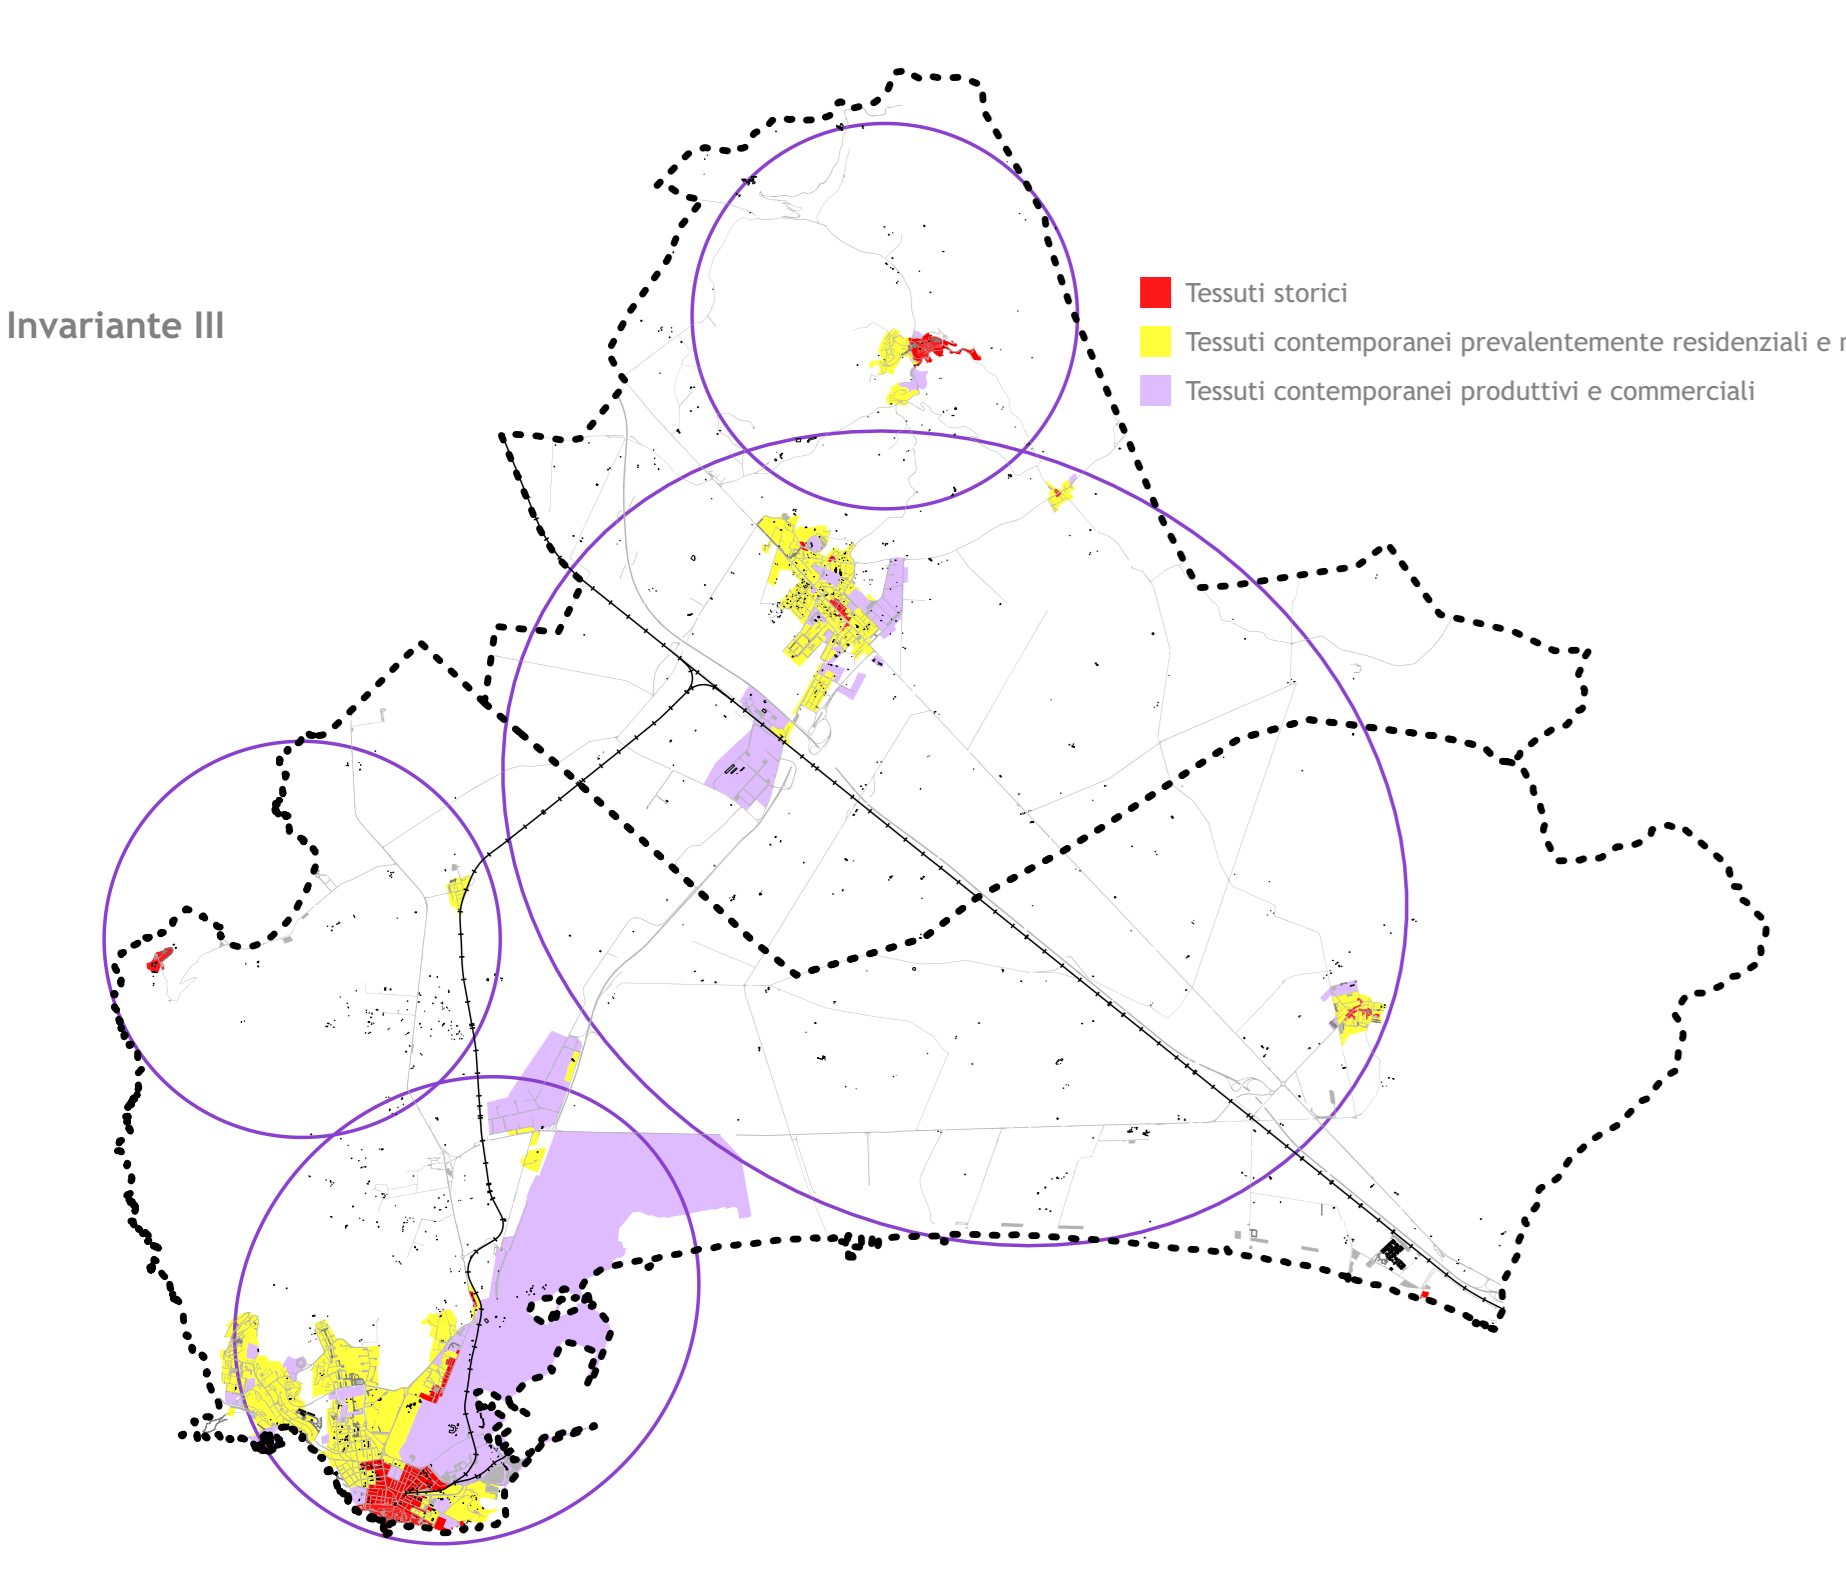 Invariante III
Tessuti storici
Tessuti contemporanei prevalentemente residenziali e
Tessuti contemporanei produttivi e commerciali